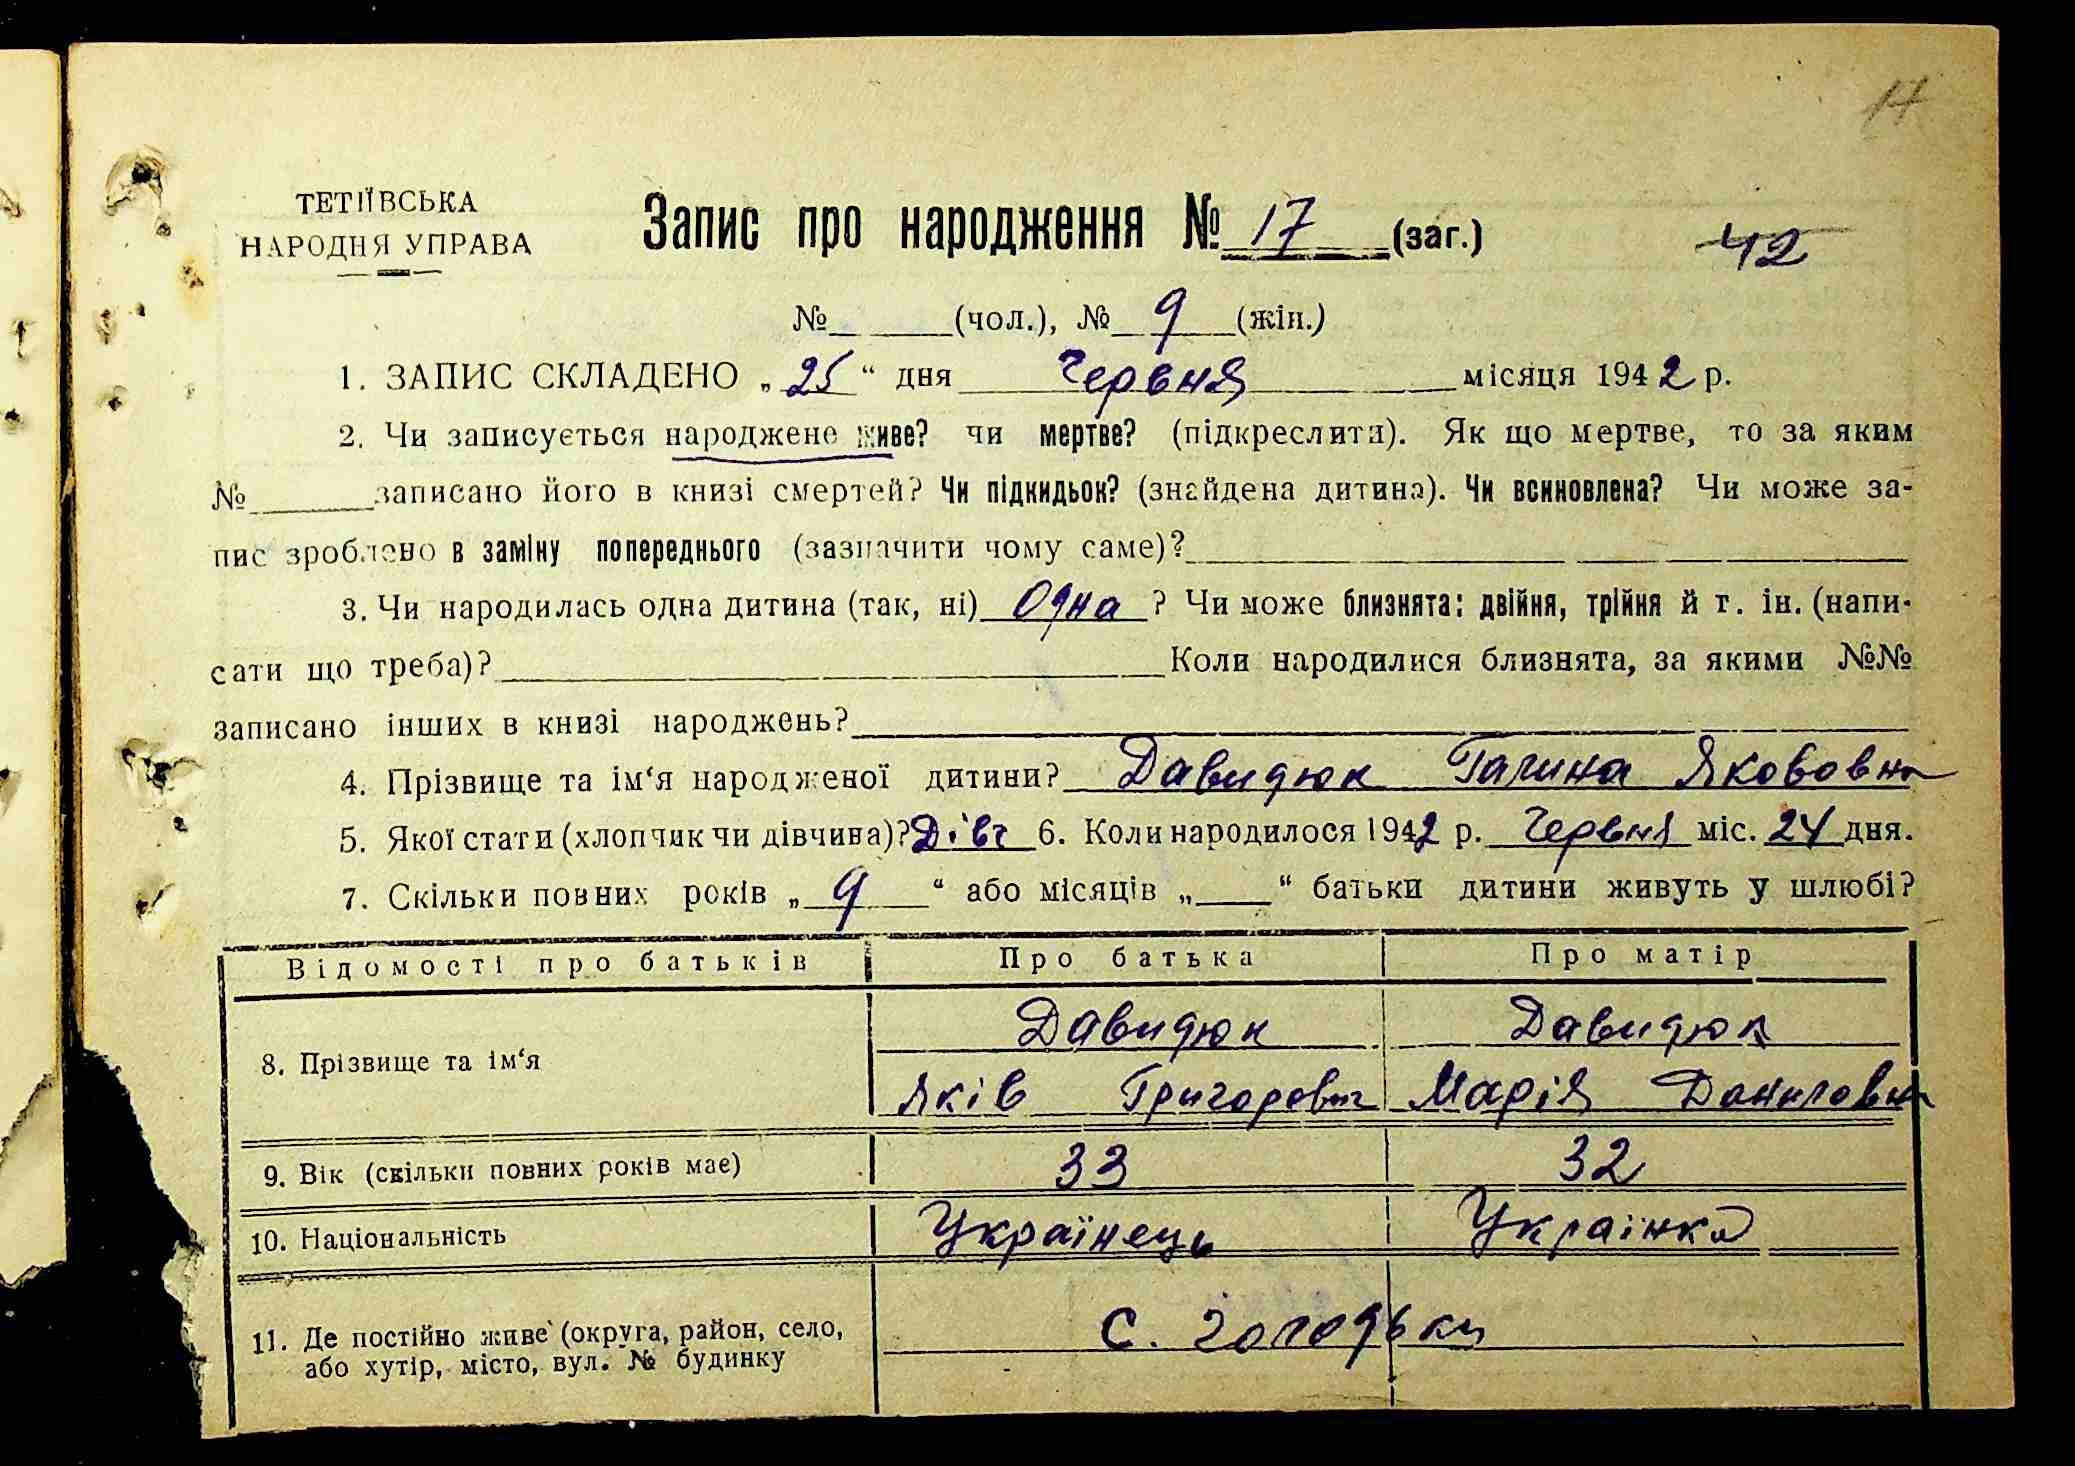 17
ТЕТІЇВСЬКА
НАРОДНЯ УПРАВА
Запис про народження № 17 (заг.)
42
№ (чол.), № 9 (жін.)
1. ЗАПИС СКЛАДЕНО „25“ дня Червня місяця 1942 р.
2. Чи записується народжене живе? чи мертве? (підкреслити). Як що мертве, то за яким
№ записано його в книзі смертей? Чи підкидьок? (знайдена дитина). Чи всиновлена? Чи може за-
пис зроблено в заміну попереднього (зазначити чому саме)?
3. Чи народилась одна дитина (так, ні) Одна ? Чи може близнята: двійня, трійня й т. ін. (напи-
сати що треба)? Коли народилися близнята, за якими №№
записано інших в книзі народжень?
4. Прізвище та ім‘я народженої дитини? Давидюк Галина Якововна
5. Якої стати (хлопчик чи дівчина)? Дівч 6. Коли народилося 1942 р. Червня міс. 24 дня.
7. Скільки повних років „9“ або місяців „ “ батьки дитини живуть у шлюбі?
Відомості про батьків Про батька Про матір
8. Прізвище та ім‘я Давидюк Яків Григорович Давидюк Марія Даниловна
9. Вік (скільки повних років має) 33 32
10. Національність Українець Українка
11. Де постійно живе (округа, район, село,
або хутір, місто, вул. № будинку
с. Голодьки